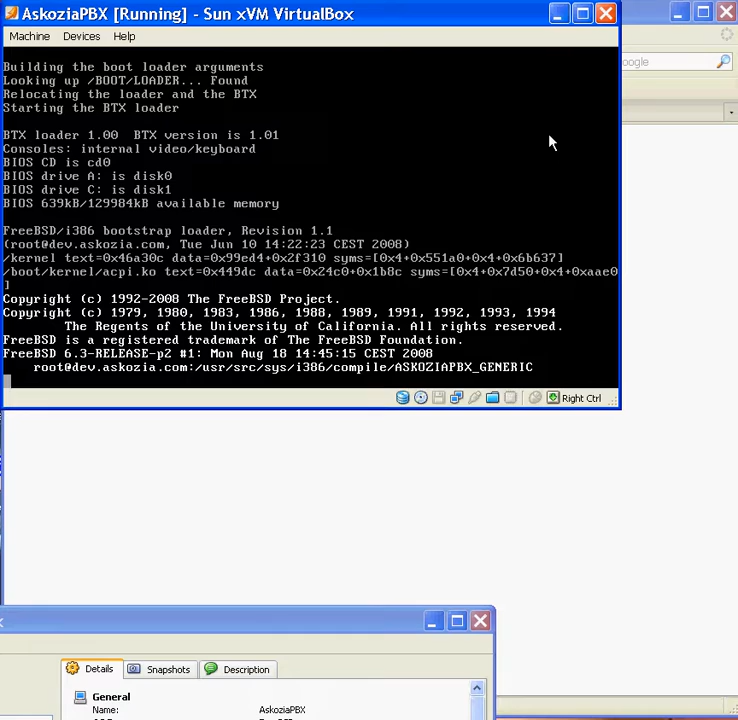 AskoziaPBX [Running] - Sun xVM VirtualBox
Machine Devices Help
oogle
Building the boot loader arguments
Looking up /BOOT/LOADER... Found
Relocating the loader and the BTX
Starting the BTX loader
BTX loader 1.00  BTX version is 1.01
Consoles: internal video/keyboard
BIOS CD is cd0
BIOS drive A: is disk0
BIOS drive C: is disk1
BIOS 639kB/129984kB available memory
FreeBSD/i386 bootstrap loader, Revision 1.1
(root@dev.askozia.com, Tue Jun 10 14:22:23 CEST 2008)
/kernel text=0x46a30c data=0x99ed4+0x2f310 syms=[0x4+0x551a0+0x4+0x6b637]
/boot/kernel/acpi.ko text=0x449dc data=0x24c0+0x1b8c syms=[0x4+0x7d50+0x4+0xaae0
]
Copyright (c) 1992-2008 The FreeBSD Project.
Copyright (c) 1979, 1980, 1983, 1986, 1988, 1989, 1991, 1992, 1993, 1994
The Regents of the University of California. All rights reserved.
FreeBSD is a registered trademark of The FreeBSD Foundation.
FreeBSD 6.3-RELEASE-p2 #1: Mon Aug 18 14:45:15 CEST 2008
root@dev.askozia.com:/usr/src/sys/i386/compile/ASKOZIAPBX_GENERIC
Right Ctrl
Details Snapshots Description
General
Name: AskoziaPBX